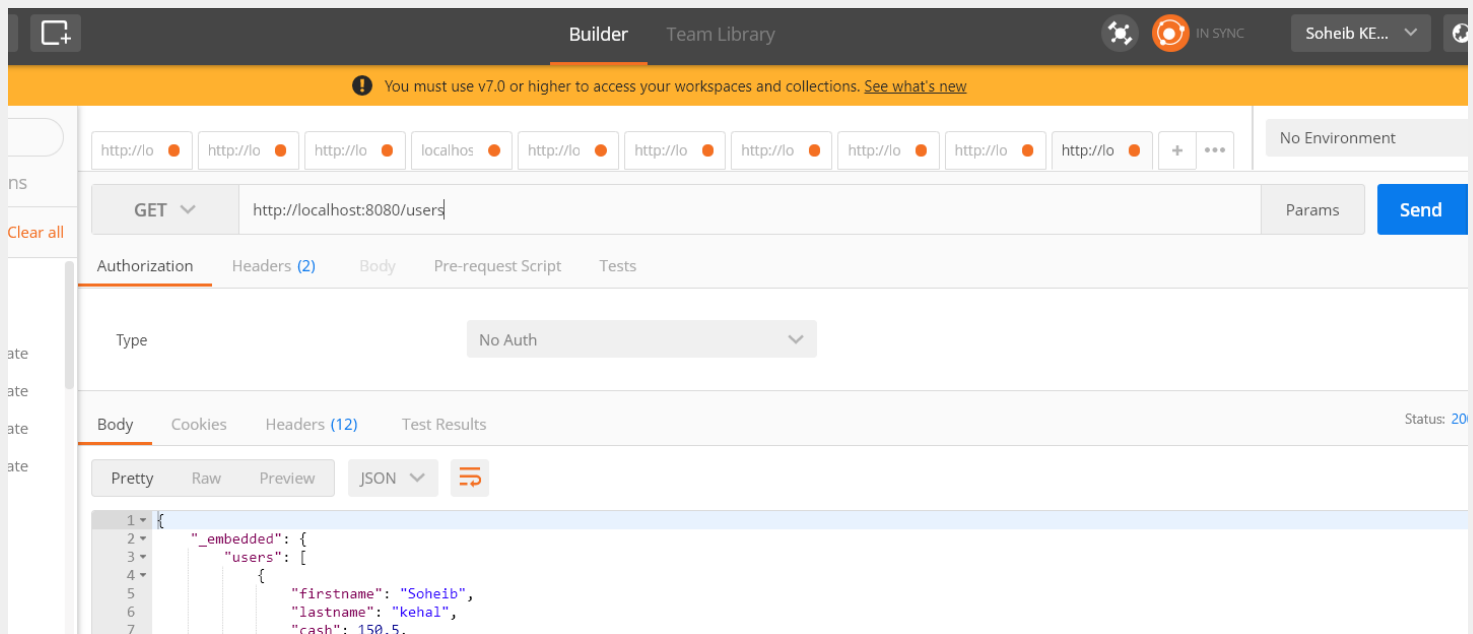 Builder Team Library IN SYNC Soheib KE...
You must use v7.0 or higher to access your workspaces and collections. See what's new
http://lo http://lo http://lo localhos http://lo http://lo http://lo http://lo http://lo http://lo + ••• No Environment
ns
GET http://localhost:8080/users Params Send
Clear all
Authorization Headers (2) Body Pre-request Script Tests
Type No Auth
ate
ate
ate
ate
Body Cookies Headers (12) Test Results Status: 200
Pretty Raw Preview JSON
1 {
2 "_embedded": {
3 "users": [
4 {
5 "firstname": "Soheib",
6 "lastname": "kehal",
7 "cash": 150.5,